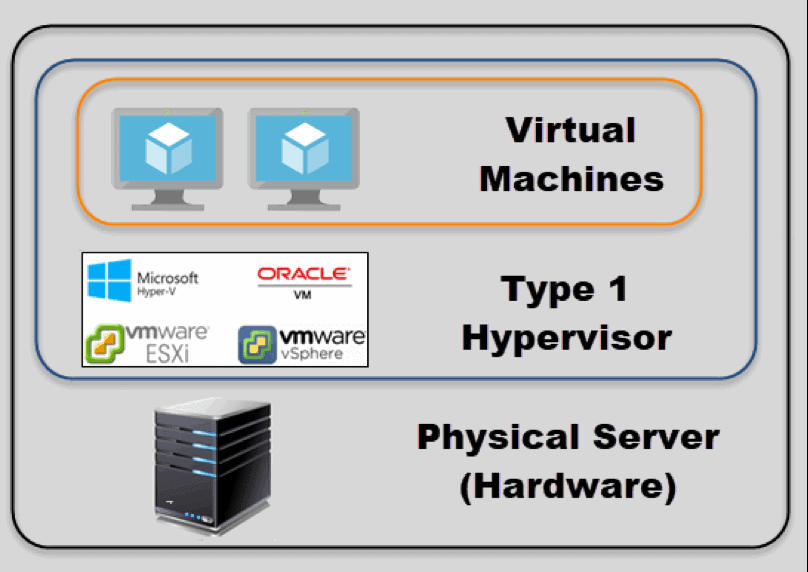 Virtual
Machines
Microsoft
Hyper-V
ORACLE
VM
vmware
ESXi
vmware
vSphere
Type 1
Hypervisor
Physical Server
(Hardware)